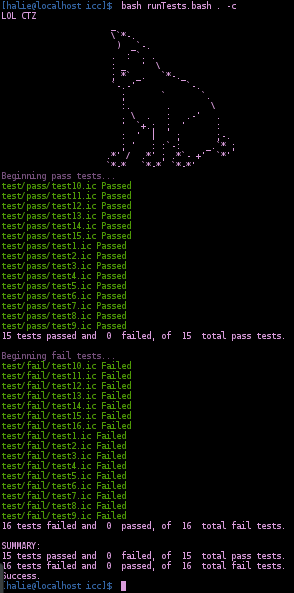 [halie@localhost icc]$ bash runTests.bash . -c
LOL CTZ
Beginning pass tests...
test/pass/test10.ic Passed
test/pass/test11.ic Passed
test/pass/test12.ic Passed
test/pass/test13.ic Passed
test/pass/test14.ic Passed
test/pass/test15.ic Passed
test/pass/test1.ic Passed
test/pass/test2.ic Passed
test/pass/test3.ic Passed
test/pass/test4.ic Passed
test/pass/test5.ic Passed
test/pass/test6.ic Passed
test/pass/test7.ic Passed
test/pass/test8.ic Passed
test/pass/test9.ic Passed
15 tests passed and 0 failed, of 15 total pass tests.
Beginning fail tests...
test/fail/test10.ic Failed
test/fail/test11.ic Failed
test/fail/test12.ic Failed
test/fail/test13.ic Failed
test/fail/test14.ic Failed
test/fail/test15.ic Failed
test/fail/test16.ic Failed
test/fail/test1.ic Failed
test/fail/test2.ic Failed
test/fail/test3.ic Failed
test/fail/test4.ic Failed
test/fail/test5.ic Failed
test/fail/test6.ic Failed
test/fail/test7.ic Failed
test/fail/test8.ic Failed
test/fail/test9.ic Failed
16 tests failed and 0 passed, of 16 total fail tests.
SUMMARY:
15 tests passed and 0 failed, of 15 total pass tests.
16 tests failed and 0 passed, of 16 total fail tests.
Success.
[halie@localhost icc]$